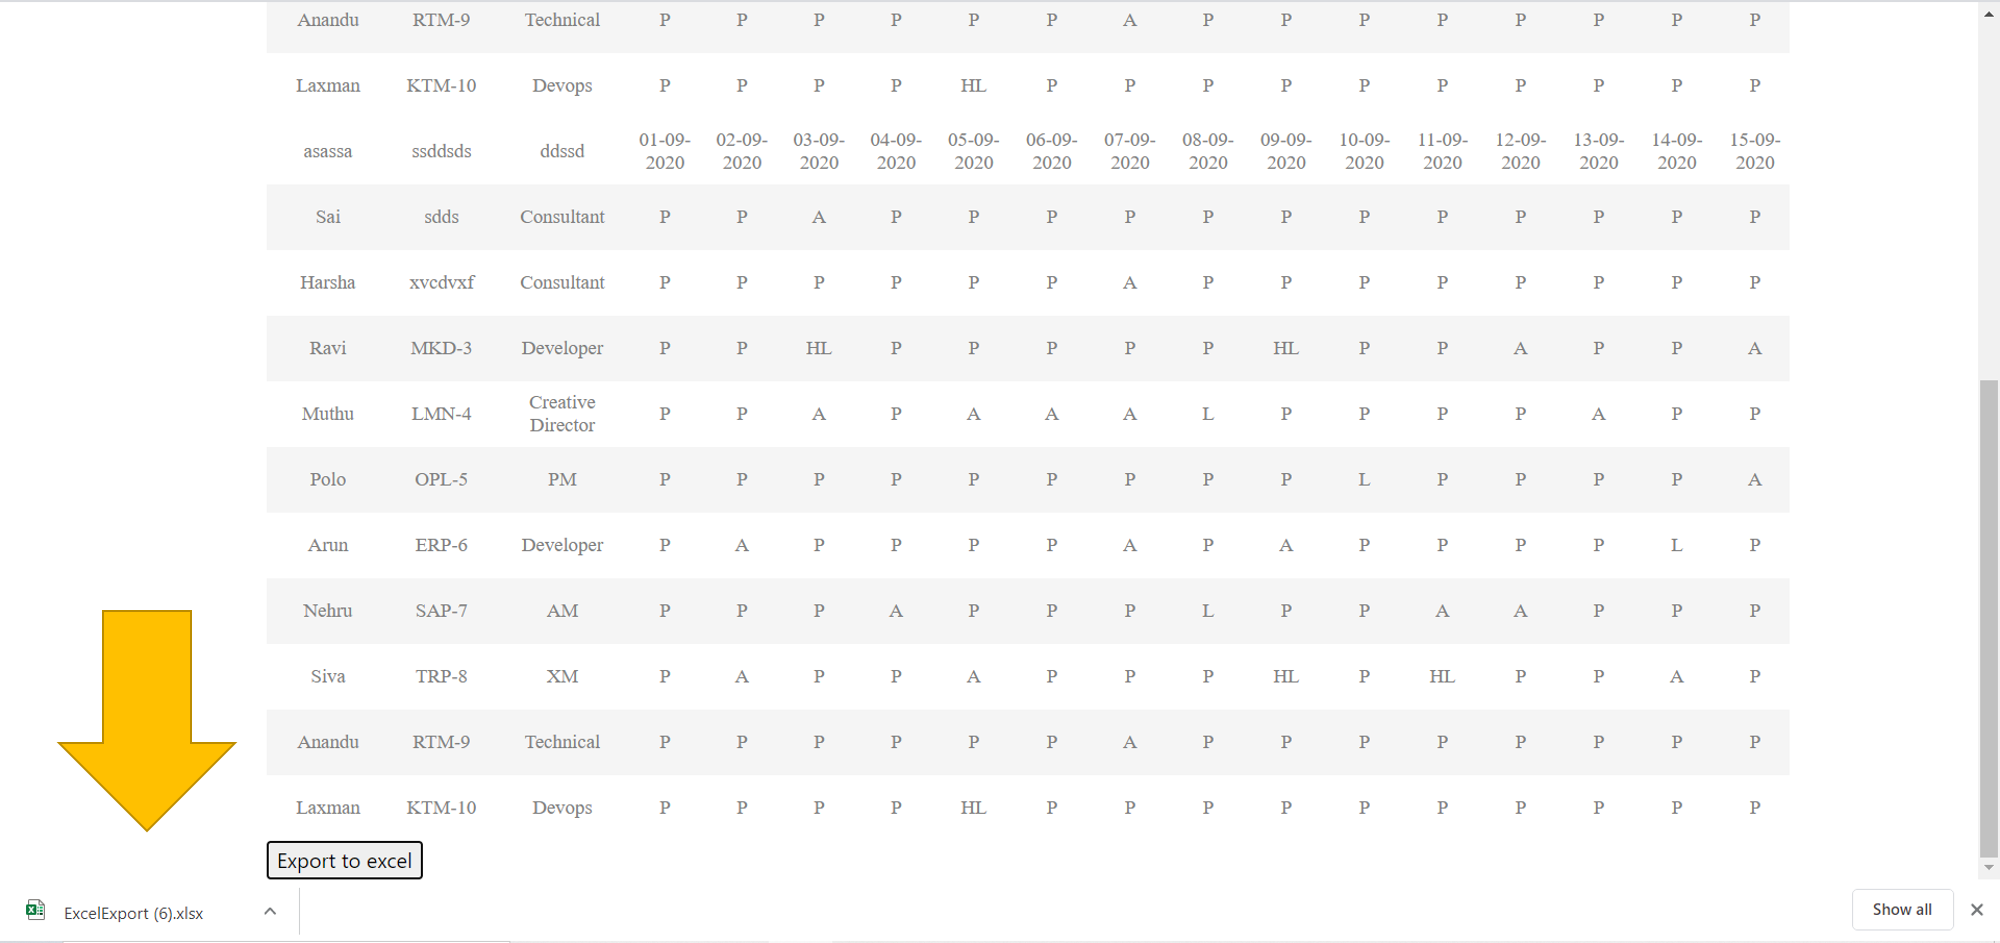 Anandu RTM-9 Technical P P P P P P A P P P P P P P P
Laxman KTM-10 Devops P P P P HL P P P P P P P P P P
asassa ssddsds ddssd 01-09-2020 02-09-2020 03-09-2020 04-09-2020 05-09-2020 06-09-2020 07-09-2020 08-09-2020 09-09-2020 10-09-2020 11-09-2020 12-09-2020 13-09-2020 14-09-2020 15-09-2020
Sai sdds Consultant P P A P P P P P P P P P P P P
Harsha xvcdvxf Consultant P P P P P P A P P P P P P P P
Ravi MKD-3 Developer P P HL P P P P P HL P P A P P A
Muthu LMN-4 Creative Director P P A P A A A L P P P P A P P
Polo OPL-5 PM P P P P P P P P P L P P P P A
Arun ERP-6 Developer P A P P P P A P A P P P P L P
Nehru SAP-7 AM P P P A P P P L P P A A P P P
Siva TRP-8 XM P A P P A P P P HL P HL P P A P
Anandu RTM-9 Technical P P P P P P A P P P P P P P P
Laxman KTM-10 Devops P P P P HL P P P P P P P P P P
Export to excel
ExcelExport (6).xlsx
Show all